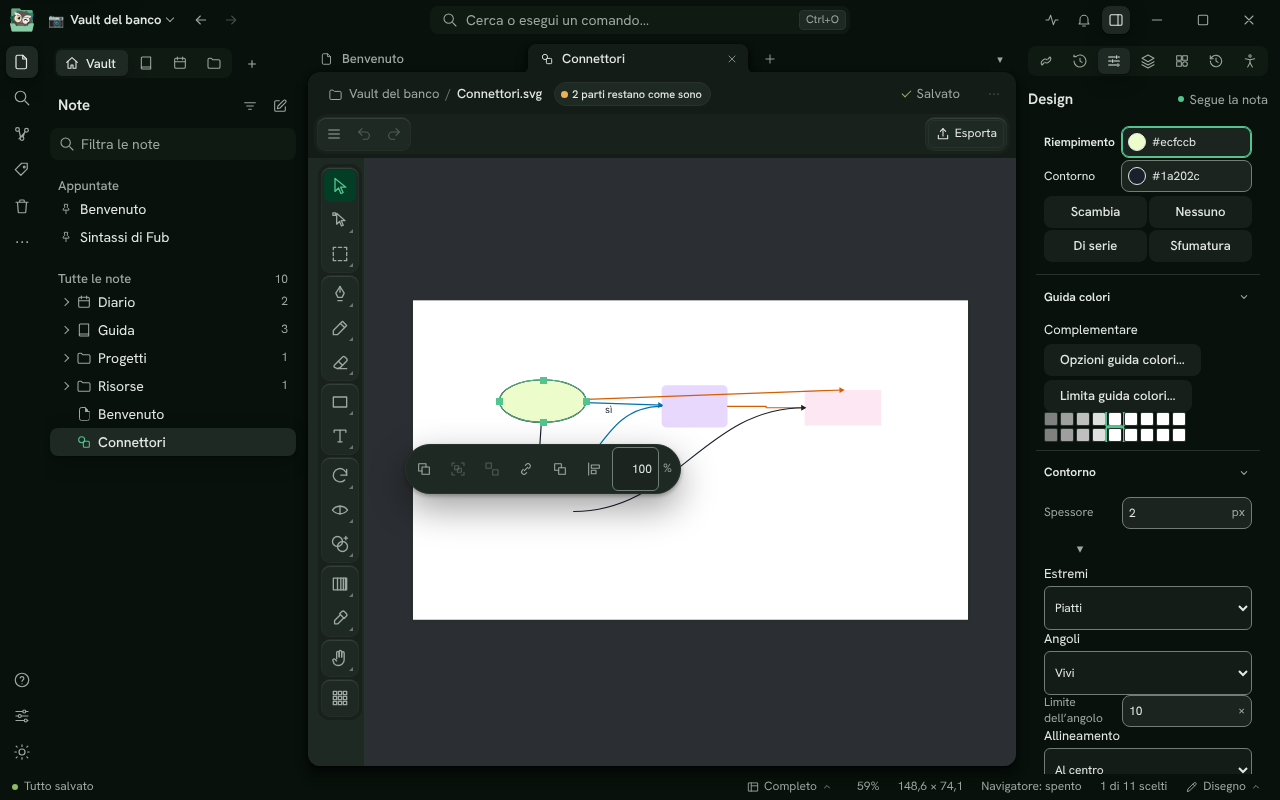 Vault del banco
Cerca o esegui un comando...
Ctrl+O
Vault
Benvenuto
Connettori
Note
Design
Segue la nota
Vault del banco / Connettori.svg
2 parti restano come sono
Salvato
Filtra le note
Esporta
Riempimento
#ecfccb
Contorno
#1a202c
Appuntate
Benvenuto
Sintassi di Fub
Scambia
Nessuno
Di serie
Sfumatura
Tutte le note
10
Diario
2
Guida
3
Progetti
1
Risorse
1
Benvenuto
Connettori
Guida colori
Complementare
Opzioni guida colori...
Limita guida colori...
sì
100
%
Contorno
Spessore
2
px
Estremi
Piatti
Angoli
Vivi
Limite dell'angolo
10
×
Allineamento
Al centro
Tutto salvato
Completo
59%
148,6 × 74,1
Navigatore: spento
1 di 11 scelti
Disegno